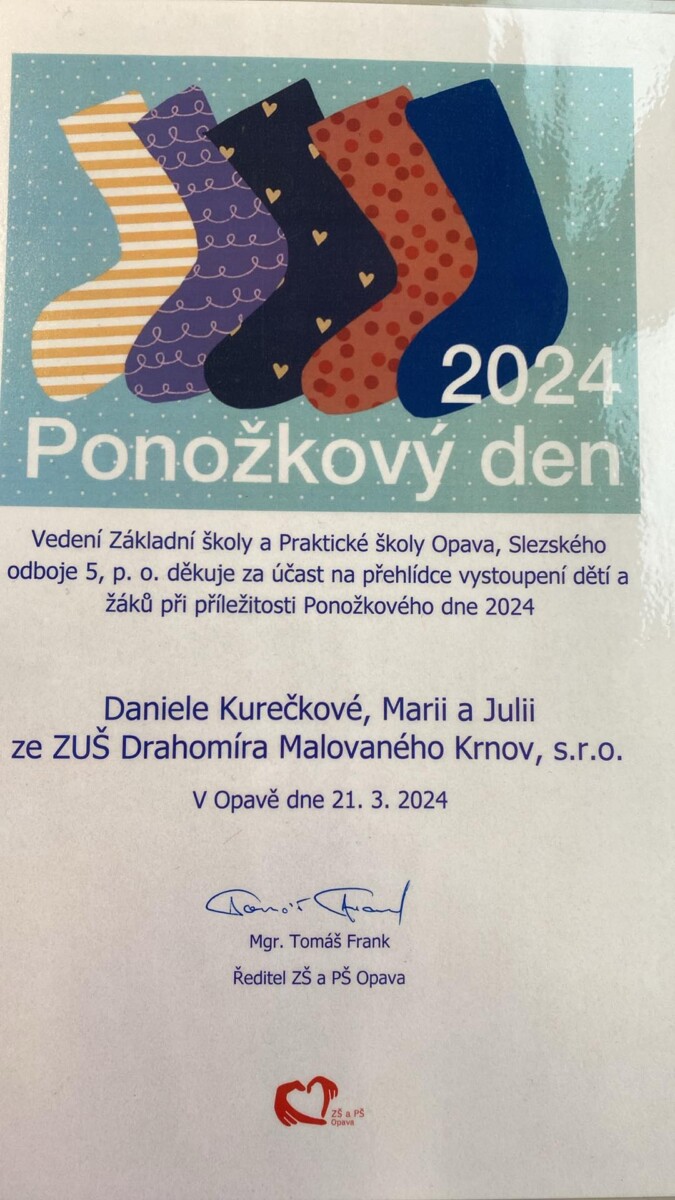 2024
Ponožkový den
Vedení Základní školy a Praktické školy Opava, Slezského
odboje 5, p. o. děkuje za účast na přehlídce vystoupení dětí a
žáků při příležitosti Ponožkového dne 2024
Daniele Kurečkové, Marii a Julii
ze ZUŠ Drahomíra Malovaného Krnov, s.r.o.
V Opavě dne 21. 3. 2024
Tomáš Frank
Mgr. Tomáš Frank
Ředitel ZŠ a PŠ Opava
ZŠ a PŠ
Opava